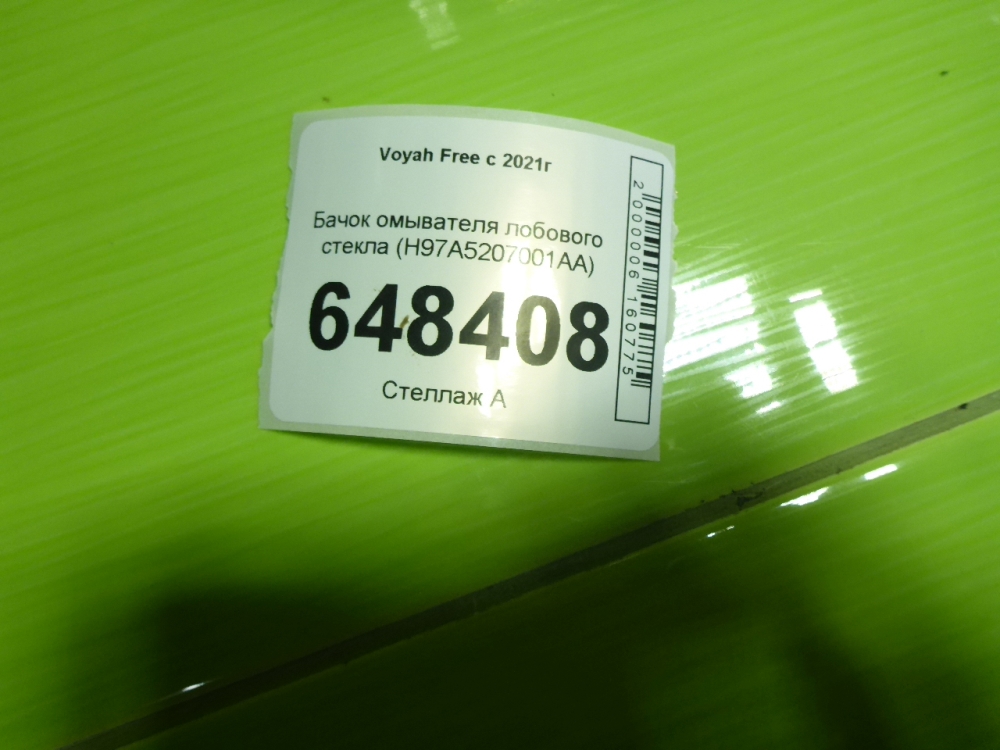 Voyah Free с 2021г
Бачок омывателя лобового
стекла (H97A5207001AA)
648408
Стеллаж А
2000006160775